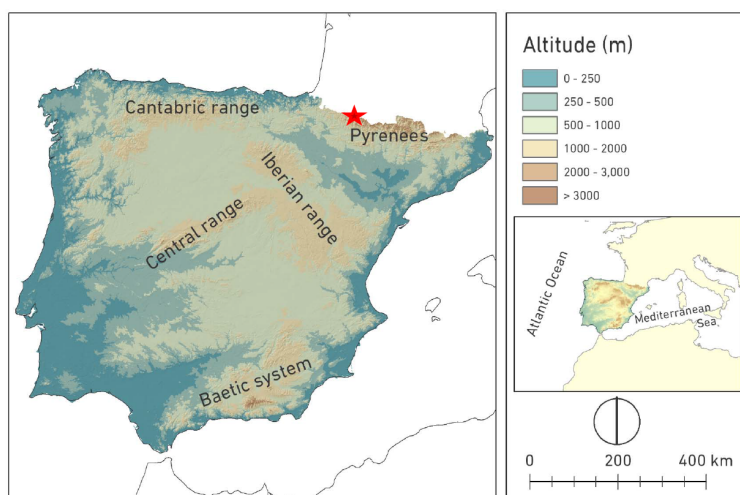 Cantabric range
Pyrenees
Iberian range
Central range
Baetic system
Altitude (m)
0 - 250
250 - 500
500 - 1000
1000 - 2000
2000 - 3,000
> 3000
Atlantic Ocean
Mediterranean
Sea
0
200
400 km